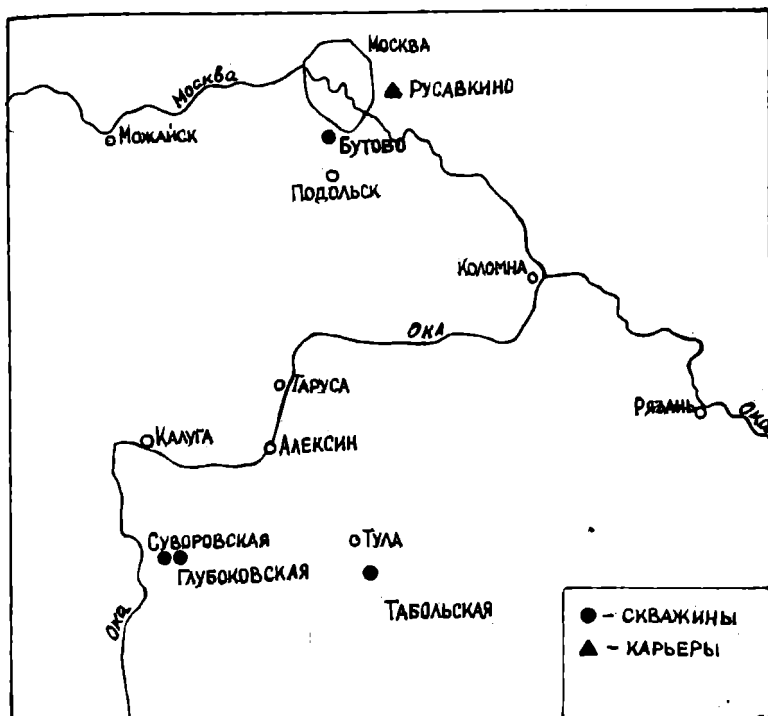 Москва
Москва
Русавкино
Можайск
Бутово
Подольск
Коломна
Ока
Таруса
Рязань
Ока
Калуга
Алексин
Суворовская
Тула
Глубоковская
Табольская
Ока
- скважины
- карьеры